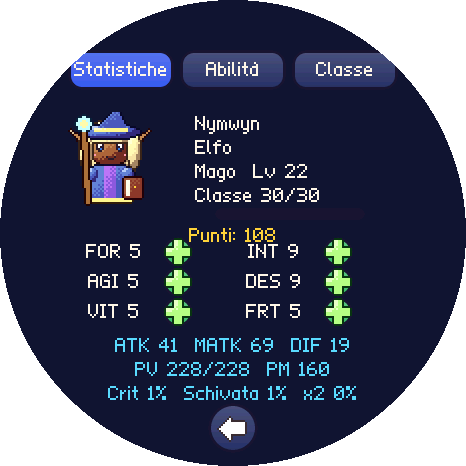 Statistiche Abilità Classe
Nymwyn
Elfo
Mago Lv 22
Classe 30/30
Punti: 108
FOR 5 INT 9
AGI 5 DES 9
VIT 5 FRT 5
ATK 41 MATK 69 DIF 19
PV 228/228 PM 160
Crit 1% Schivata 1% x2 0%